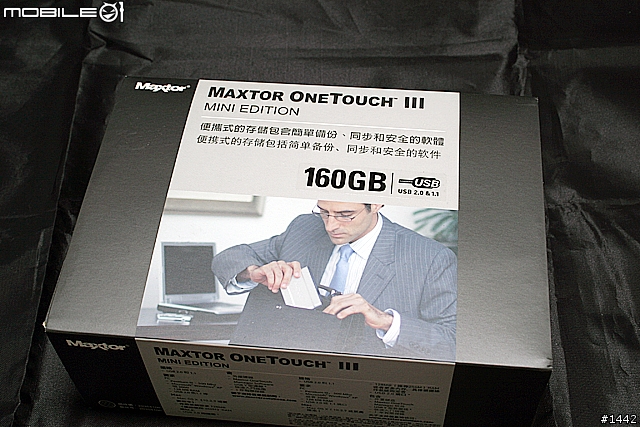 MOBILE01
Maxtor
MAXTOR ONETOUCH™ III
MINI EDITION
便攜式的存儲包含簡單備份、同步和安全的軟體
便携式的存储包括简单备份、同步和安全的软件
160GB
USB
USB 2.0 & 1.1
Maxtor
MAXTOR ONETOUCH™ III
MINI EDITION
#1442